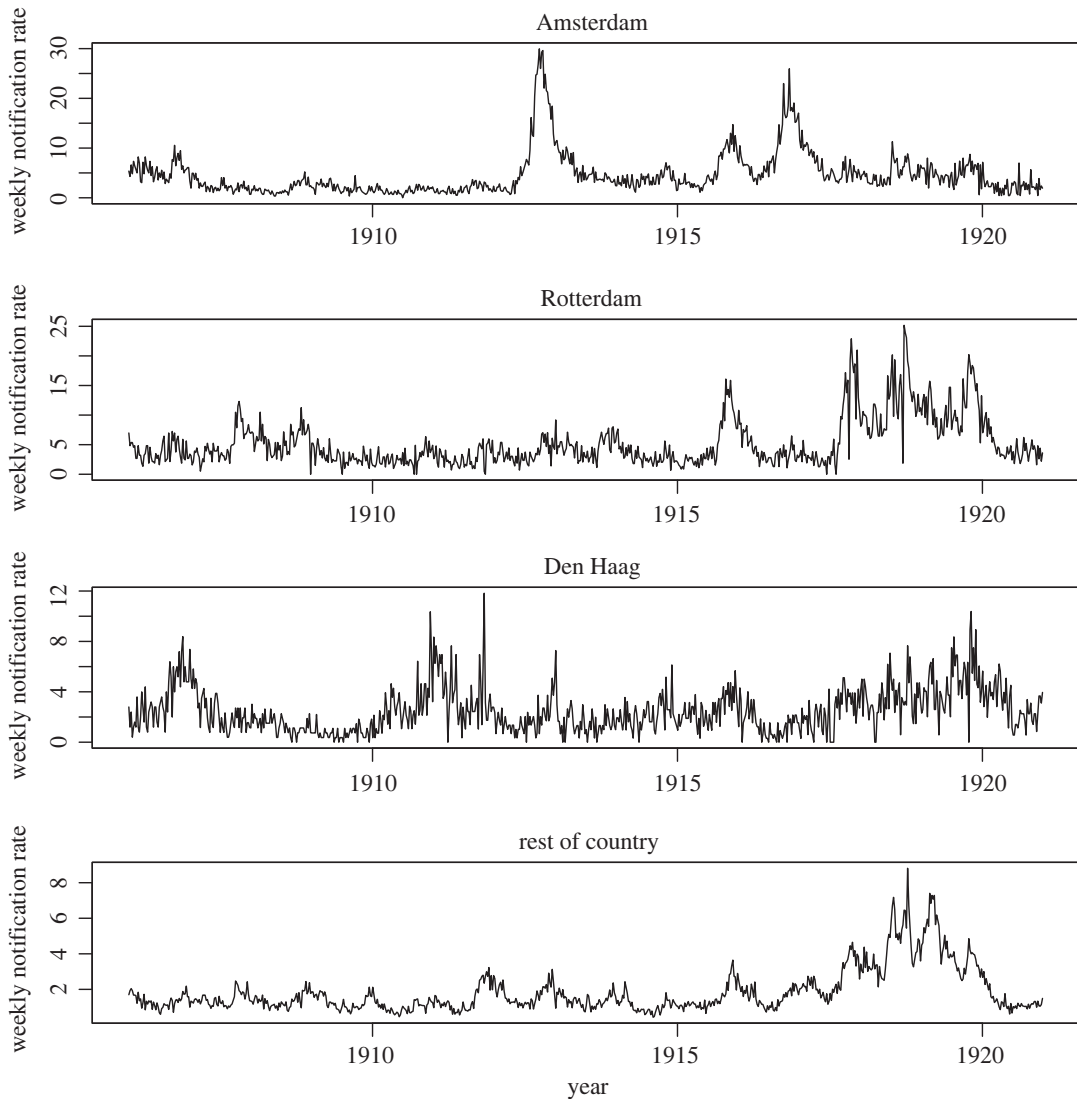 Amsterdam
weekly notification rate
30
20
10
0
1910 1915 1920
Rotterdam
weekly notification rate
25
15
5
0
1910 1915 1920
Den Haag
weekly notification rate
12
8
4
0
1910 1915 1920
rest of country
weekly notification rate
8
6
4
2
1910 1915 1920
year